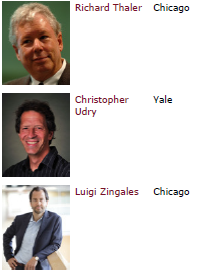 Richard Thaler Chicago
Christopher Yale
Udry
Luigi Zingales Chicago